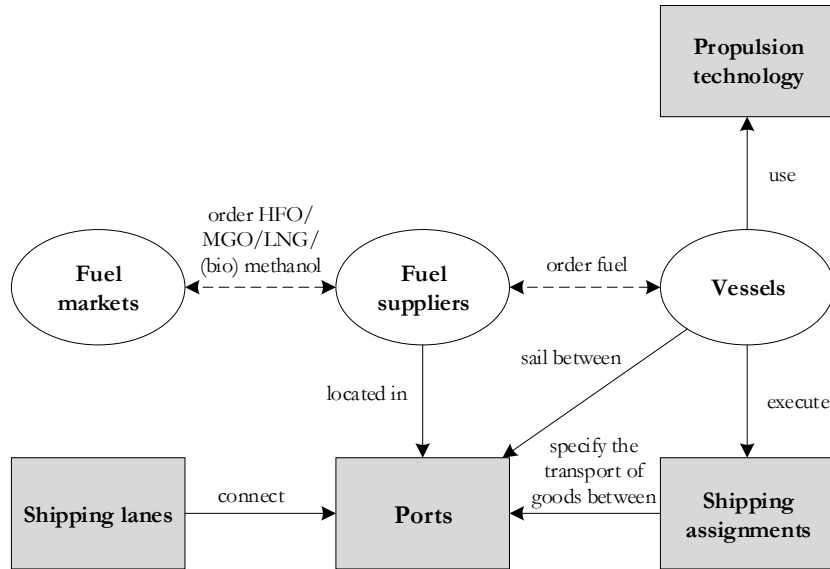 Propulsion
technology
use
order HFO/
MGO/LNG/
(bio) methanol
Fuel
markets
Fuel
suppliers
order fuel
Vessels
located in
sail between
execute
Shipping lanes
connect
Ports
specify the
transport of
goods between
Shipping
assignments